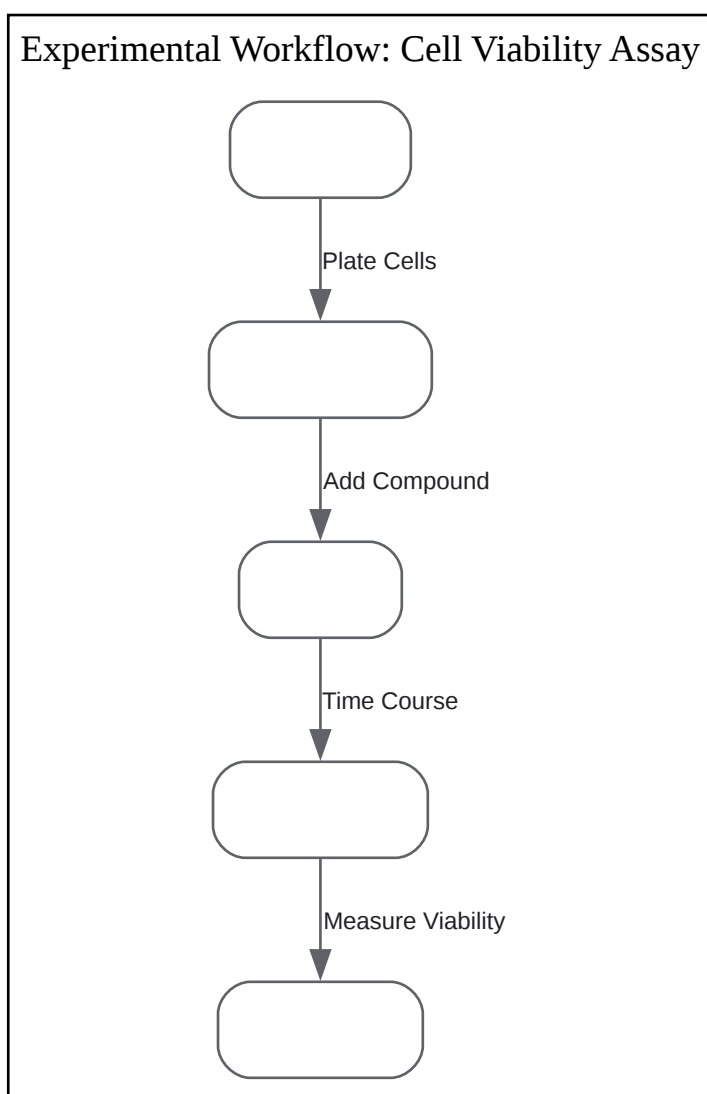 Experimental Workflow: Cell Viability Assay
Plate Cells
Add Compound
Time Course
Measure Viability